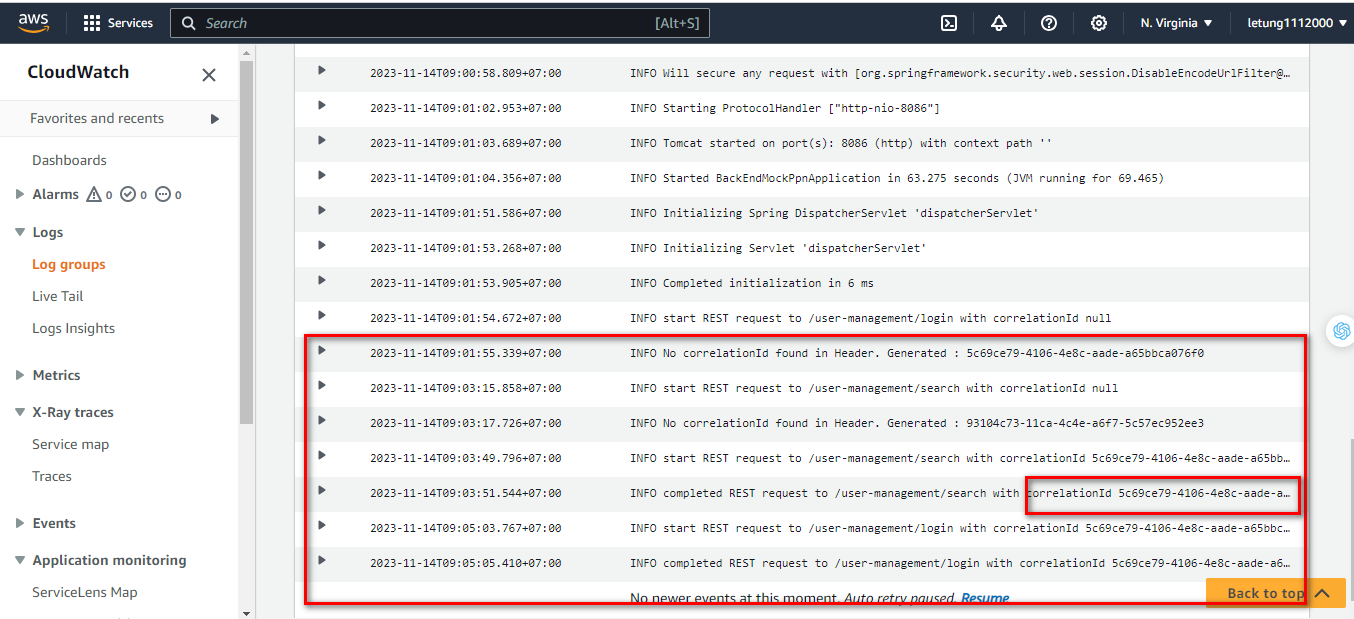 aws
Services
Search [Alt+S]
N. Virginia
letung1112000
CloudWatch
Favorites and recents
Dashboards
Alarms 0 0 0
Logs
Log groups
Live Tail
Logs Insights
Metrics
X-Ray traces
Service map
Traces
Events
Application monitoring
ServiceLens Map
2023-11-14T09:00:58.809+07:00 INFO Will secure any request with [org.springframework.security.web.session.DisableEncodeUrlFilter@…
2023-11-14T09:01:02.953+07:00 INFO Starting ProtocolHandler ["http-nio-8086"]
2023-11-14T09:01:03.689+07:00 INFO Tomcat started on port(s): 8086 (http) with context path ''
2023-11-14T09:01:04.356+07:00 INFO Started BackEndMockPpnApplication in 63.275 seconds (JVM running for 69.465)
2023-11-14T09:01:51.586+07:00 INFO Initializing Spring DispatcherServlet 'dispatcherServlet'
2023-11-14T09:01:53.268+07:00 INFO Initializing Servlet 'dispatcherServlet'
2023-11-14T09:01:53.905+07:00 INFO Completed initialization in 6 ms
2023-11-14T09:01:54.672+07:00 INFO start REST request to /user-management/login with correlationId null
2023-11-14T09:01:55.339+07:00 INFO No correlationId found in Header. Generated : 5c69ce79-4106-4e8c-aade-a65bbca076f0
2023-11-14T09:03:15.858+07:00 INFO start REST request to /user-management/search with correlationId null
2023-11-14T09:03:17.726+07:00 INFO No correlationId found in Header. Generated : 93104c73-11ca-4c4e-a6f7-5c57ec952ee3
2023-11-14T09:03:49.796+07:00 INFO start REST request to /user-management/search with correlationId 5c69ce79-4106-4e8c-aade-a65bb…
2023-11-14T09:03:51.544+07:00 INFO completed REST request to /user-management/search with correlationId 5c69ce79-4106-4e8c-aade-a…
2023-11-14T09:05:03.767+07:00 INFO start REST request to /user-management/login with correlationId 5c69ce79-4106-4e8c-aade-a65bbc…
2023-11-14T09:05:05.410+07:00 INFO completed REST request to /user-management/login with correlationId 5c69ce79-4106-4e8c-aade-a6…
No newer events at this moment. Auto retry paused. Resume
Back to top